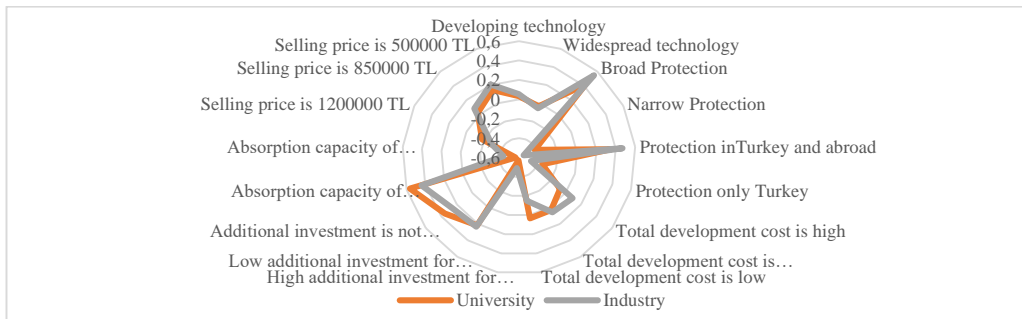 Developing technology
Selling price is 500000 TL
0,6
Widespread technology
Selling price is 850000 TL
0,4
Broad Protection
0,2
Selling price is 1200000 TL
0
Narrow Protection
-0,2
Absorption capacity of…
-0,4
Protection inTurkey and abroad
-0,6
Absorption capacity of…
Protection only Turkey
Additional investment is not…
Total development cost is high
Low additional investment for…
Total development cost is…
High additional investment for…
Total development cost is low
University
Industry